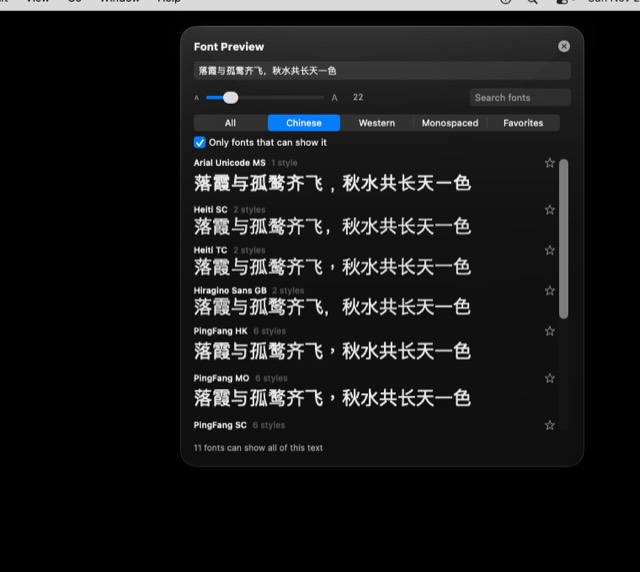 View
Window
Help
Font Preview
落霞与孤鹜齐飞，秋水共长天一色
A A 22 Search fonts
All Chinese Western Monospaced Favorites
Only fonts that can show it
Arial Unicode MS 1 style
落霞与孤鹜齐飞，秋水共长天一色
Heiti SC 2 styles
落霞与孤鹜齐飞，秋水共长天一色
Heiti TC 2 styles
落霞与孤鹜齐飞，秋水共长天一色
Hiragino Sans GB 2 styles
落霞与孤鹜齐飞，秋水共长天一色
PingFang HK 6 styles
落霞与孤鹜齐飞，秋水共长天一色
PingFang MO 6 styles
落霞与孤鹜齐飞，秋水共长天一色
PingFang SC 6 styles
11 fonts can show all of this text